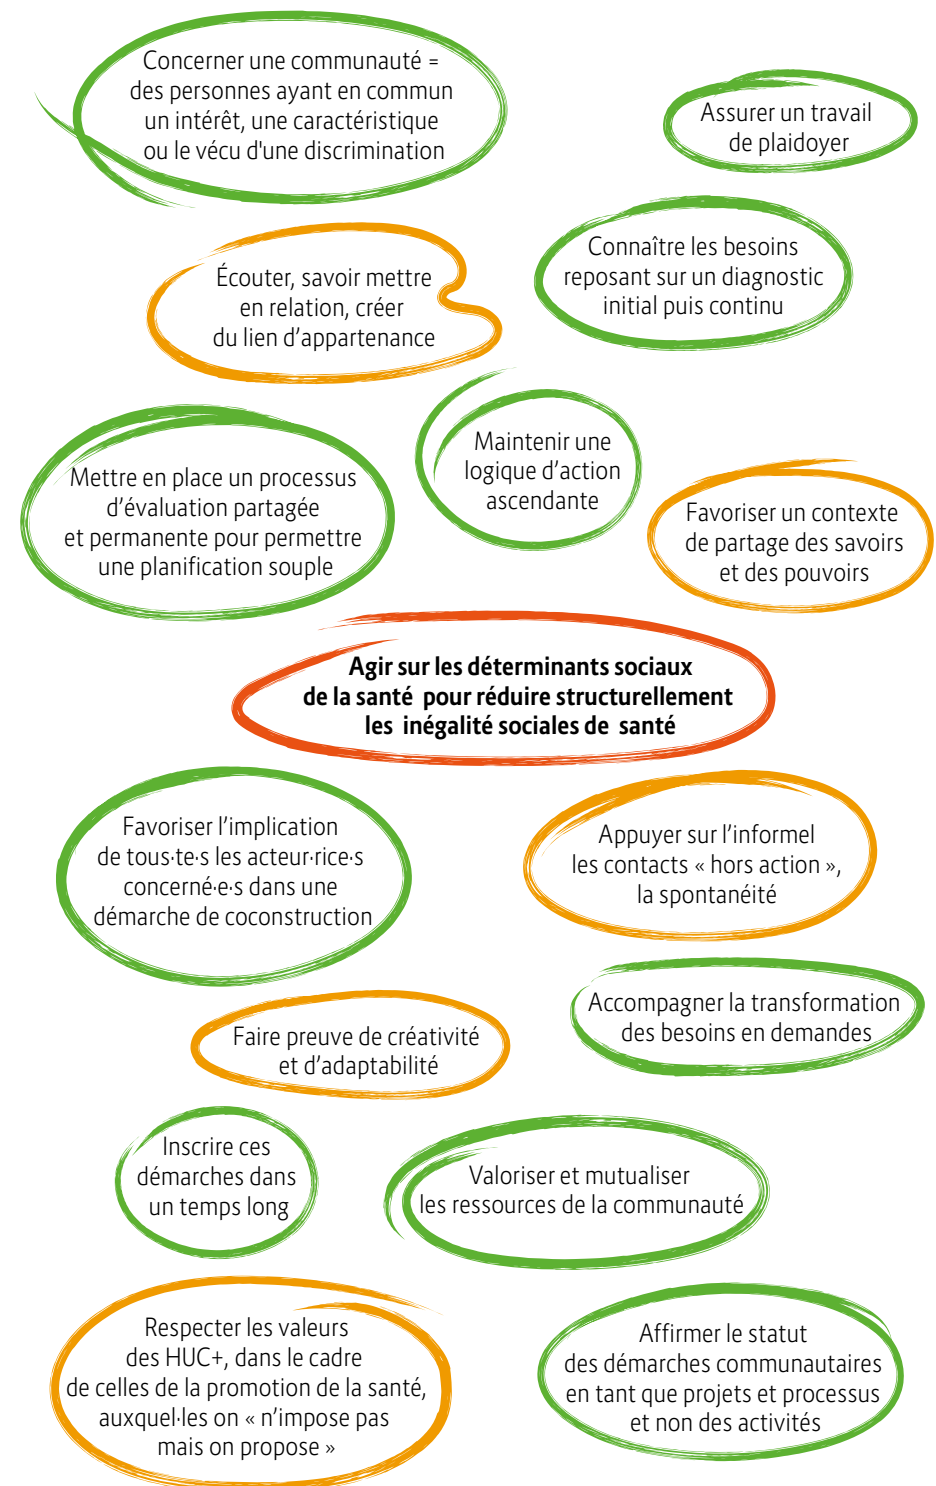 Concerner une communauté =
des personnes ayant en commun
un intérêt, une caractéristique
ou le vécu d'une discrimination
Assurer un travail
de plaidoyer
Écouter, savoir mettre
en relation, créer
du lien d’appartenance
Connaître les besoins
reposant sur un diagnostic
initial puis continu
Mettre en place un processus
d’évaluation partagée
et permanente pour permettre
une planification souple
Maintenir une
logique d’action
ascendante
Favoriser un contexte
de partage des savoirs
et des pouvoirs
Agir sur les déterminants sociaux
de la santé pour réduire structurellement
les inégalité sociales de santé
Favoriser l’implication
de tous·te·s les acteur·rice·s
concerné·e·s dans une
démarche de coconstruction
Appuyer sur l’informel
les contacts « hors action »,
la spontanéité
Faire preuve de créativité
et d’adaptabilité
Accompagner la transformation
des besoins en demandes
Inscrire ces
démarches dans
un temps long
Valoriser et mutualiser
les ressources de la communauté
Respecter les valeurs
des HUC+, dans le cadre
de celles de la promotion de la santé,
auxquel·les on « n’impose pas
mais on propose »
Affirmer le statut
des démarches communautaires
en tant que projets et processus
et non des activités